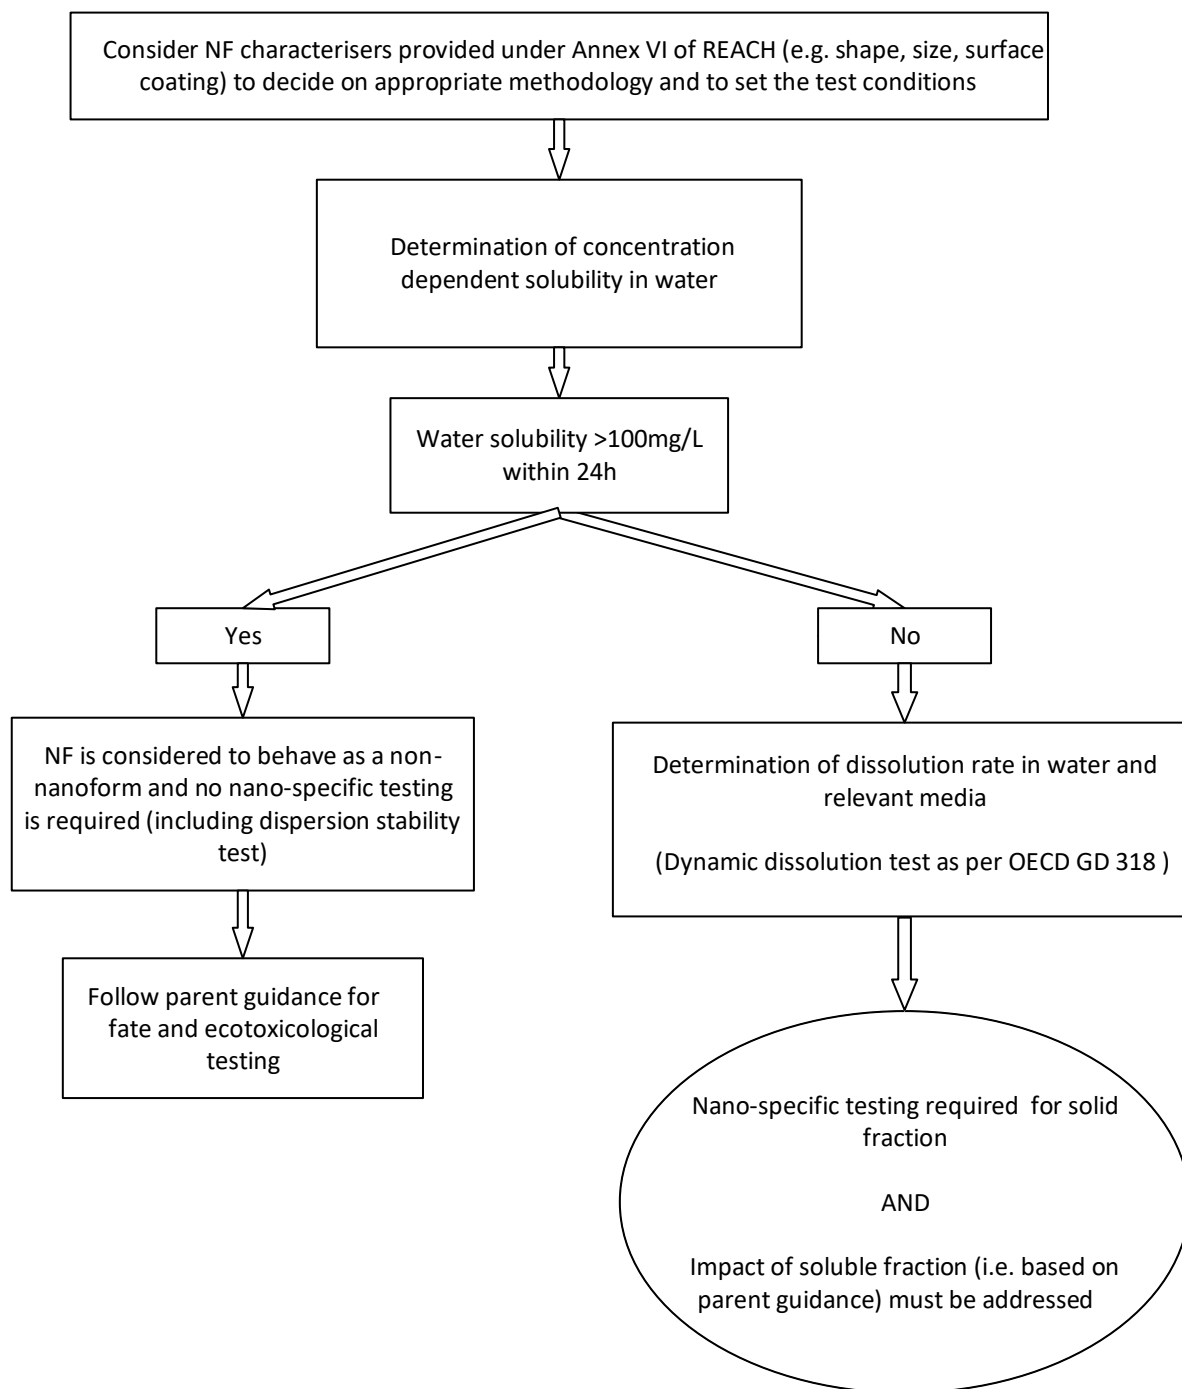 Consider NF characterisers provided under Annex VI of REACH (e.g. shape, size, surface
coating) to decide on appropriate methodology and to set the test conditions
Determination of concentration
dependent solubility in water
Water solubility >100mg/L
within 24h
Yes
No
NF is considered to behave as a non-
nanoform and no nano-specific testing
is required (including dispersion stability
test)
Determination of dissolution rate in water and
relevant media
(Dynamic dissolution test as per OECD GD 318 )
Follow parent guidance for
fate and ecotoxicological
testing
Nano-specific testing required  for solid
fraction
AND
Impact of soluble fraction (i.e. based on
parent guidance) must be addressed